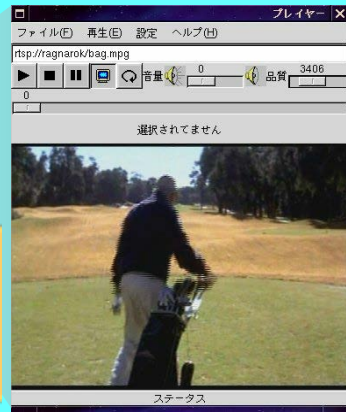 プレイヤー
ファイル(F) 再生(E) 設定 ヘルプ(H)
rtsp://ragnarok/bag.mpg
音量 0 品質 3406
0
選択されてません
ステータス